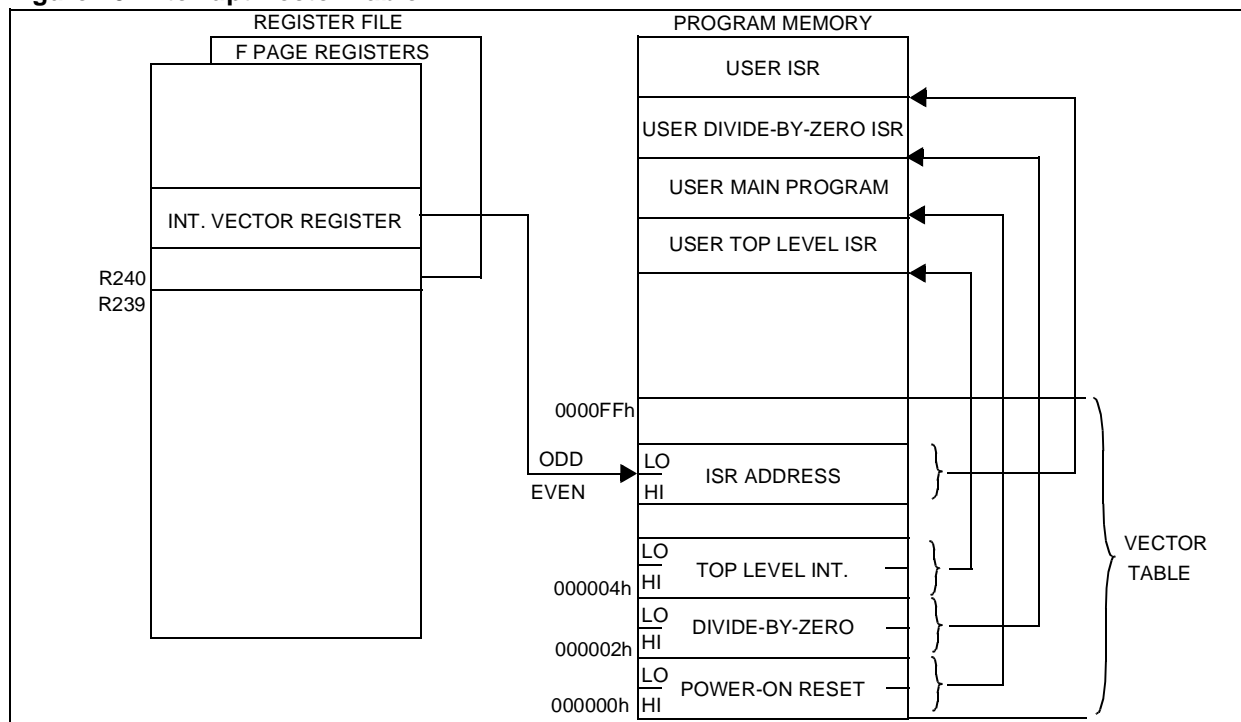 REGISTER FILE
F PAGE REGISTERS
INT. VECTOR REGISTER
R240
R239
PROGRAM MEMORY
USER ISR
USER DIVIDE-BY-ZERO ISR
USER MAIN PROGRAM
USER TOP LEVEL ISR
0000FFh
ODD
EVEN
LO
HI
ISR ADDRESS
LO
HI
TOP LEVEL INT.
000004h
LO
HI
DIVIDE-BY-ZERO
000002h
LO
HI
POWER-ON RESET
000000h
VECTOR
TABLE